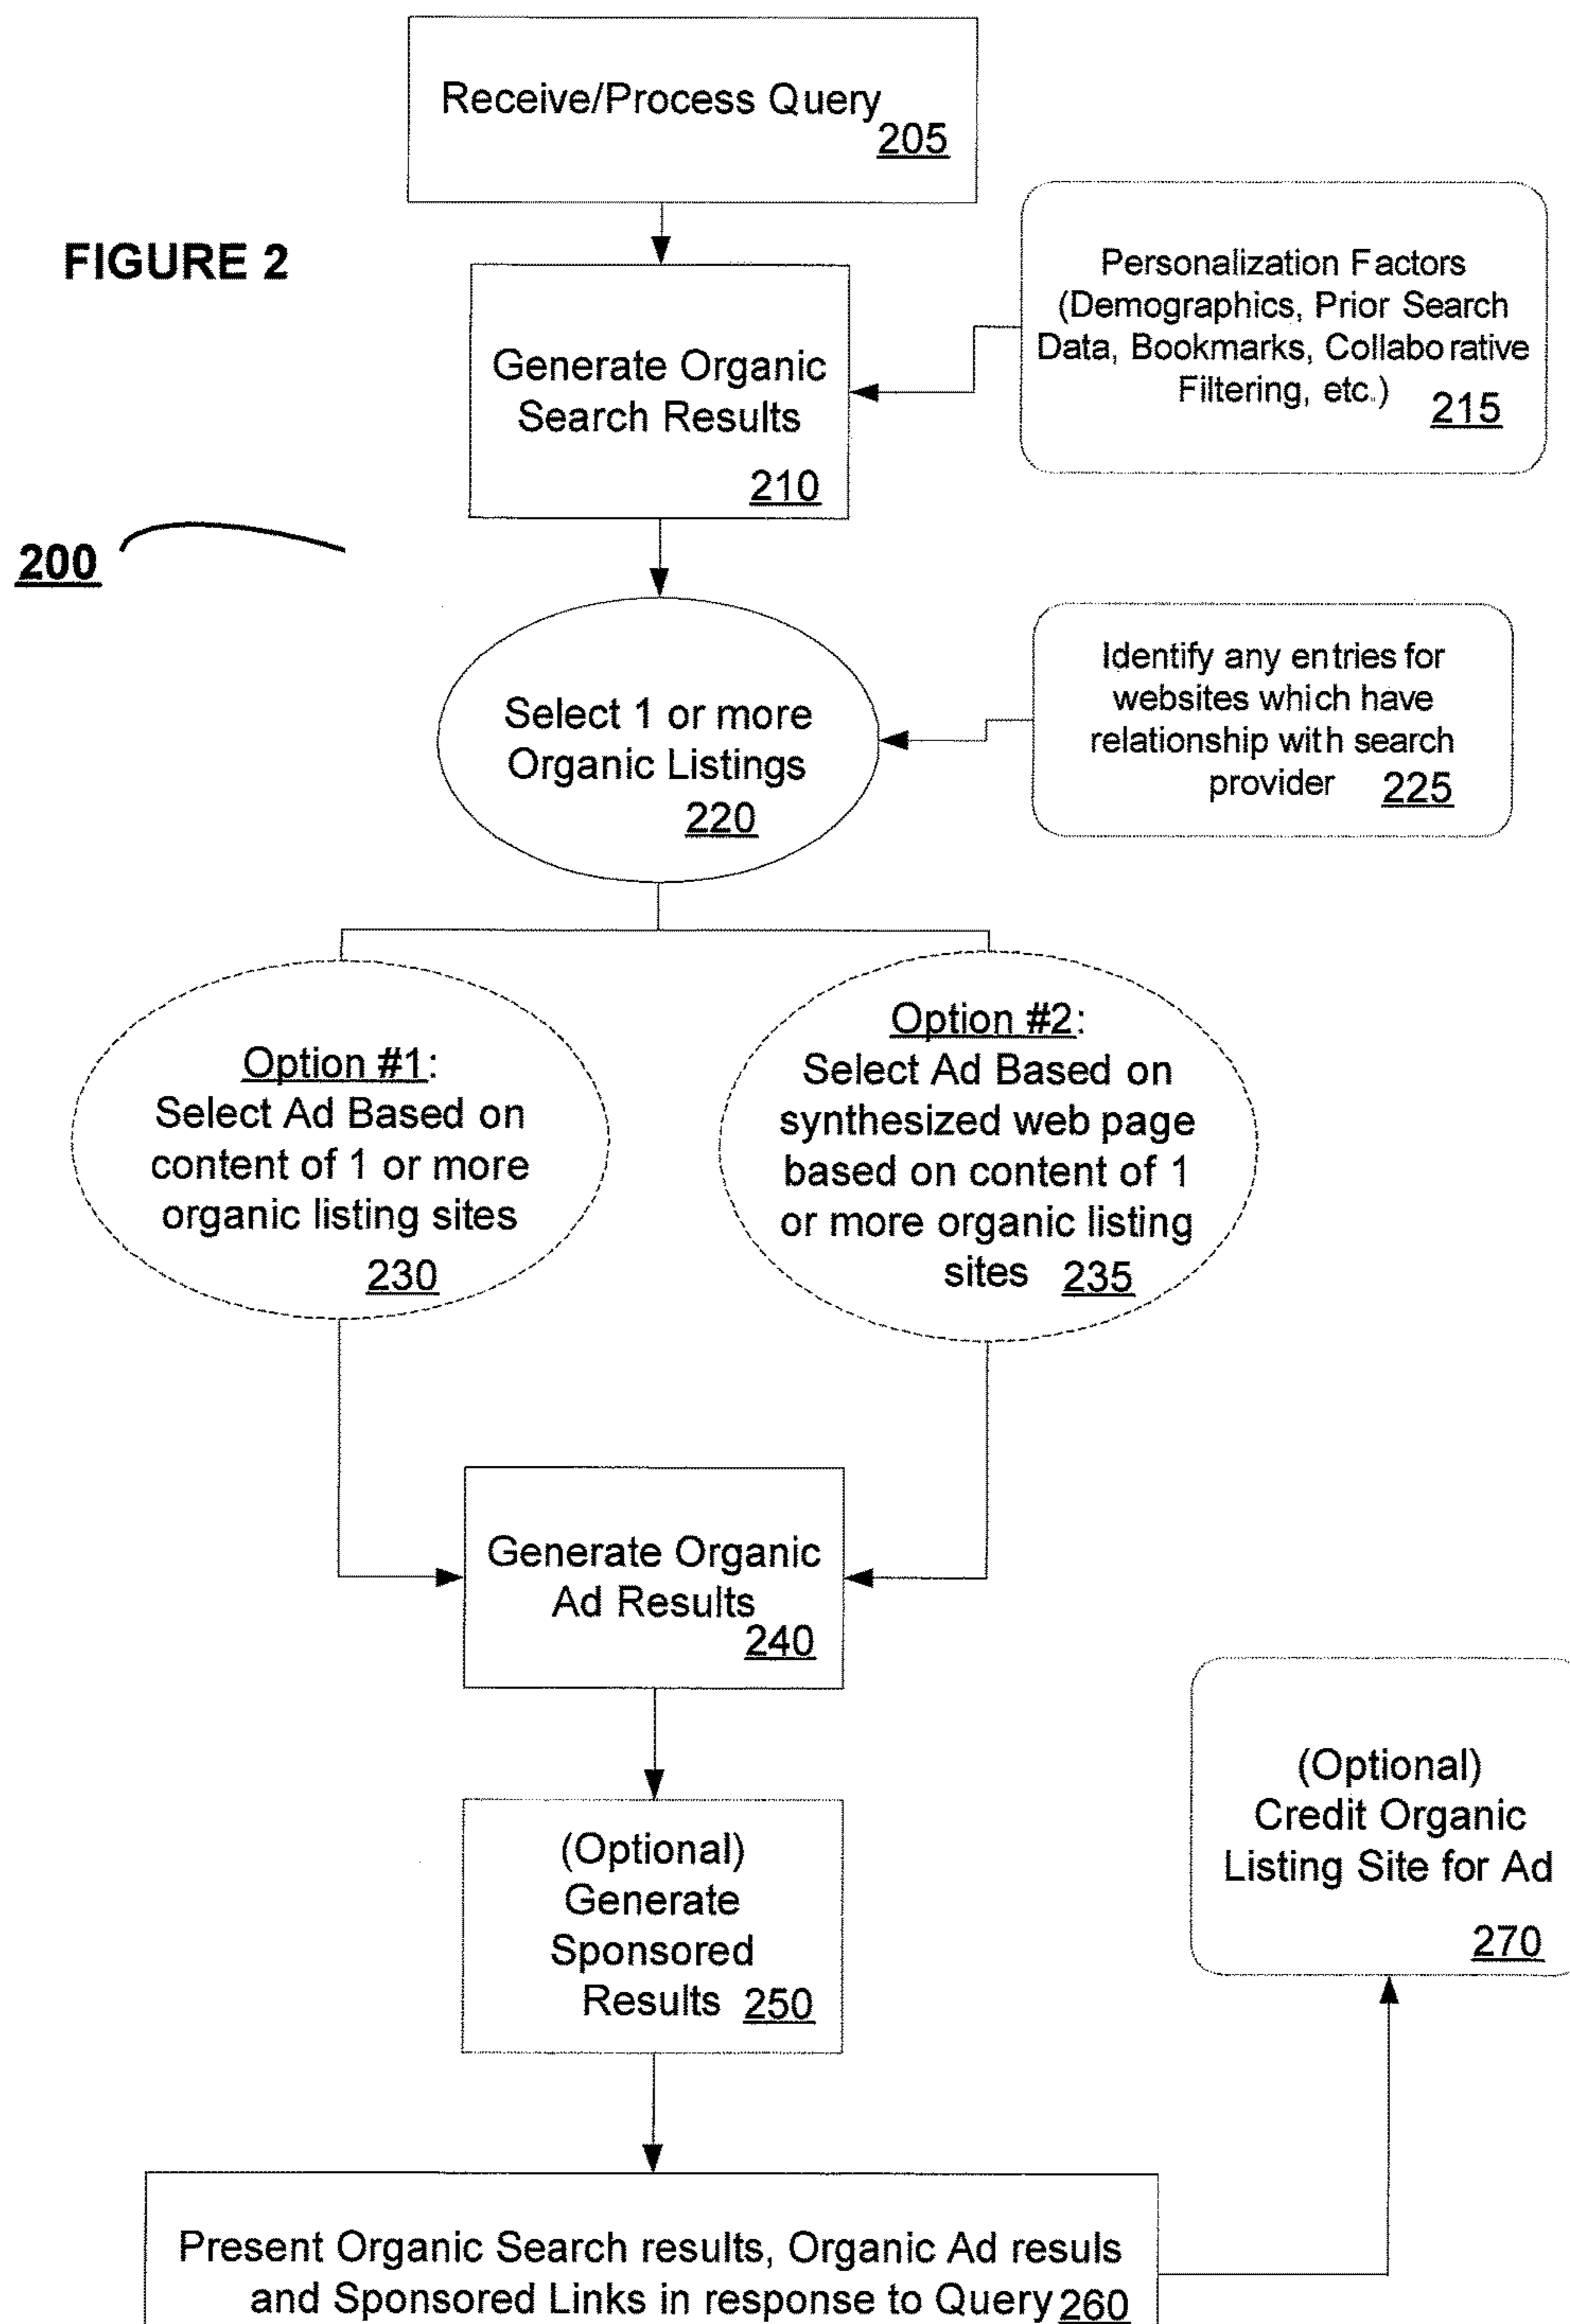 Receive/Process Query
205
FIGURE 2
Personalization Factors
(Demographics, Prior Search
Data, Bookmarks, Collaborative
Filtering, etc.)
215
Generate Organic
Search Results
210
200
Identify any entries for
websites which have
relationship with search
provider 225
Select 1 or more
Organic Listings
220
Option #1:
Select Ad Based on
content of 1 or more
organic listing sites
230
Option #2:
Select Ad Based on
synthesized web page
based on content of 1
or more organic listing
sites 235
Generate Organic
Ad Results
240
(Optional)
Generate
Sponsored
Results 250
(Optional)
Credit Organic
Listing Site for Ad
270
Present Organic Search results, Organic Ad resuls
and Sponsored Links in response to Query 260